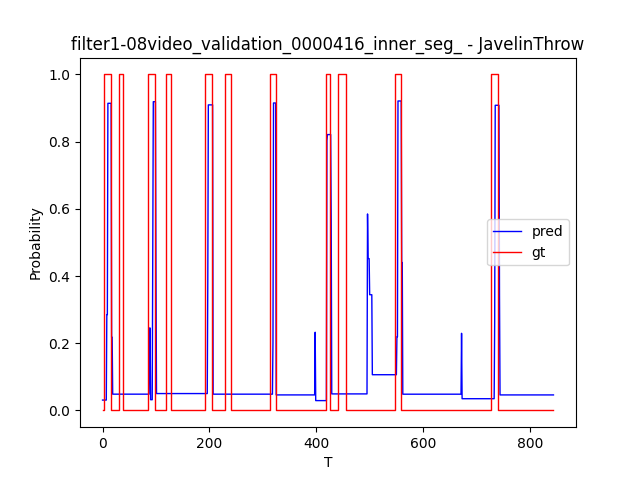 filter1-08video_validation_0000416_inner_seg_ - JavelinThrow
1.0
0.8
0.6
0.4
0.2
0.0
Probability
pred
gt
0
200
400
600
800
T